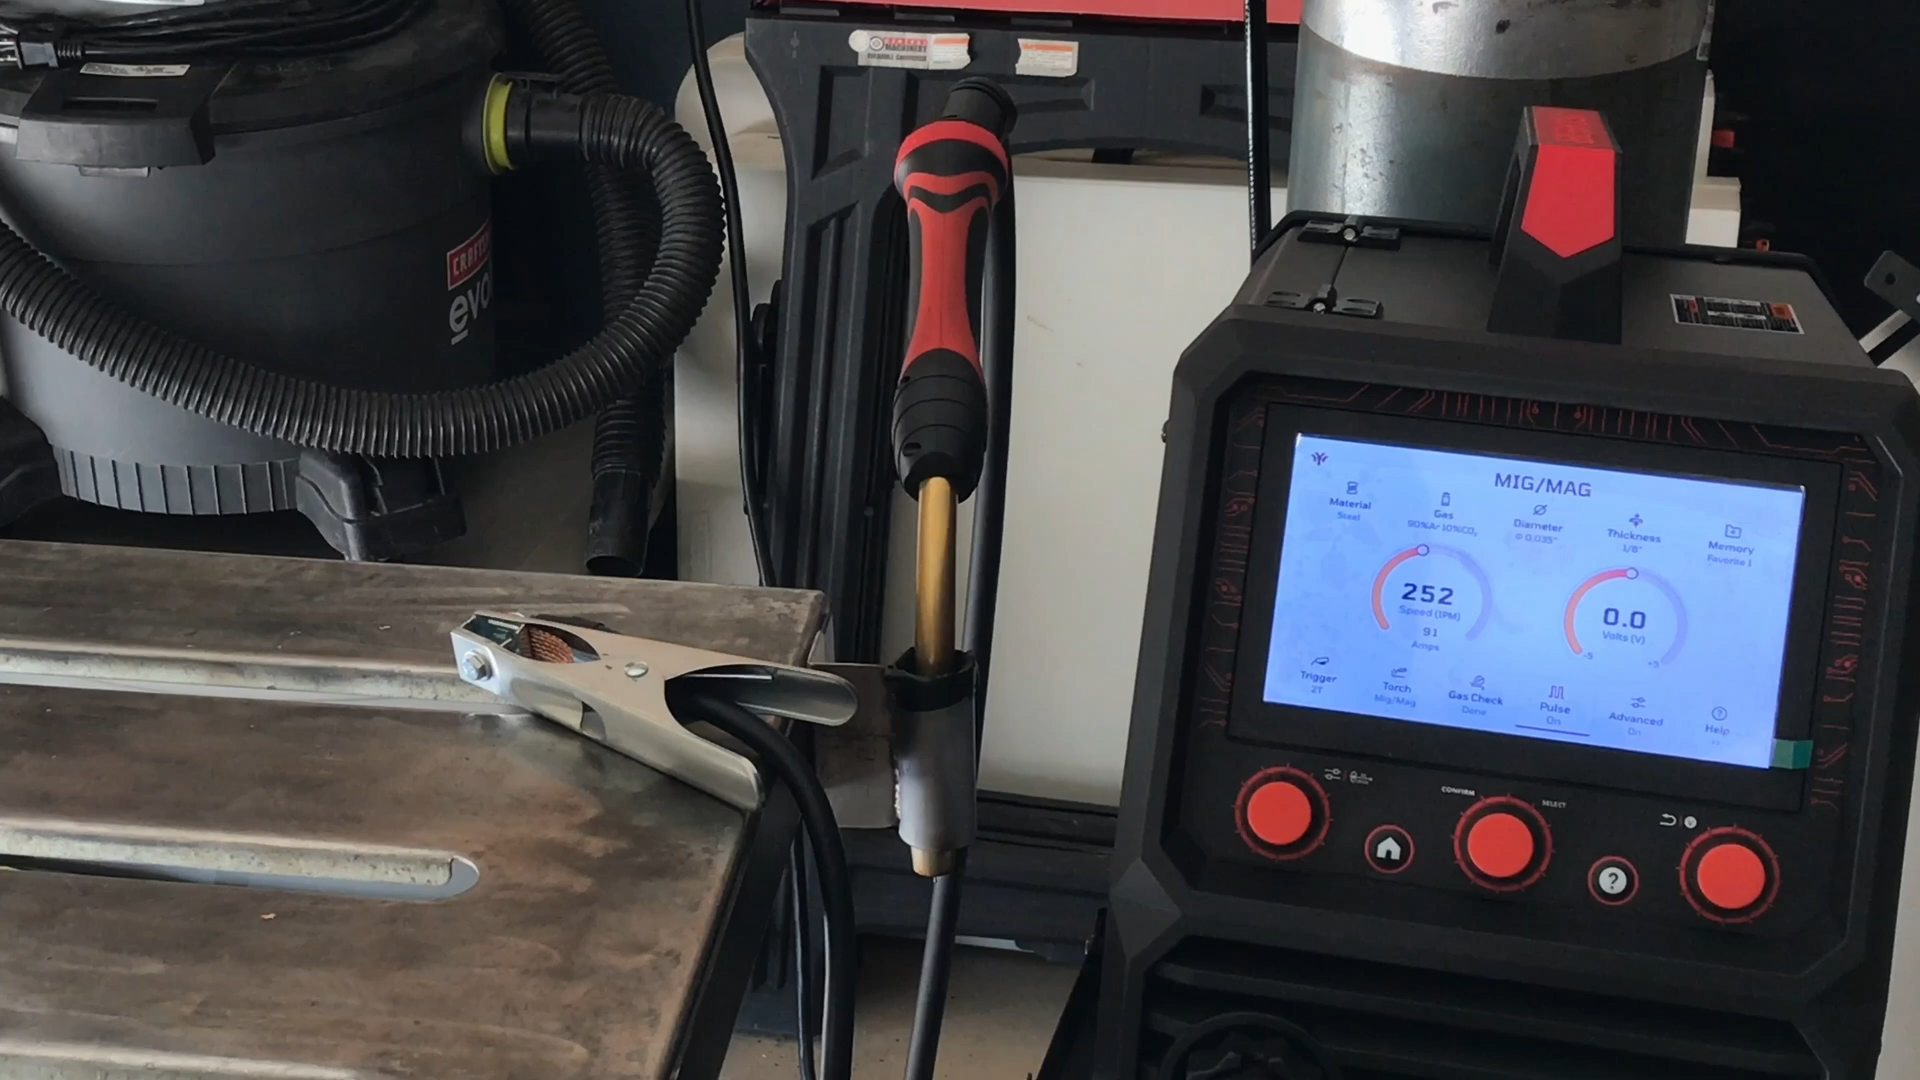 CRAFTS
evo
MACHINERY
MIG/MAG
Material
Steel
Gas
90%Ar 10%CO₂
Diameter
Ø 0.035"
Thickness
1/8"
Memory
Favorite 1
252
Speed (IPM)
91
Amps
0.0
Volts (V)
-5
+5
Trigger
2T
Torch
Mig/Mag
Gas Check
Done
Pulse
On
Advanced
On
Help
CONFIRM
SELECT
?